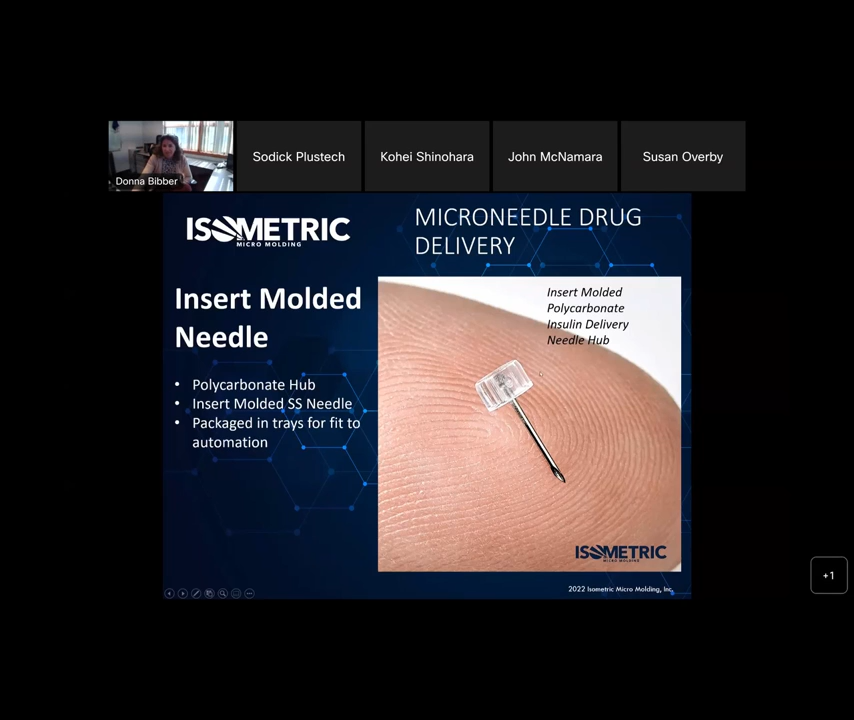 Sodick Plustech
Kohei Shinohara
John McNamara
Susan Overby
Donna Bibber
ISOMETRIC
MICRO MOLDING
MICRONEEDLE DRUG
DELIVERY
Insert Molded
Needle
• Polycarbonate Hub
• Insert Molded SS Needle
• Packaged in trays for fit to
automation
Insert Molded
Polycarbonate
Insulin Delivery
Needle Hub
ISOMETRIC
MICRO MOLDING
2022 Isometric Micro Molding, Inc.
+1